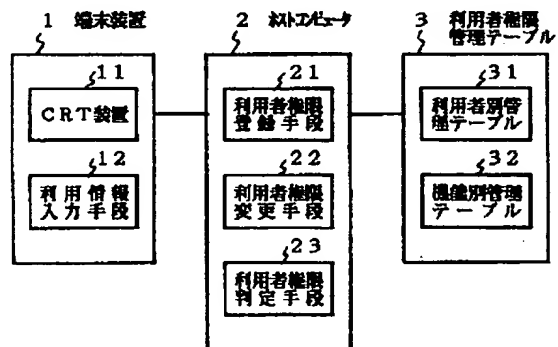 1 端末装置
2 ホストコンピュータ
3 利用者権限
管理テーブル
11
CRT装置
12
利用情報
入力手段
21
利用者権限
登録手段
22
利用者権限
変更手段
23
利用者権限
判定手段
31
利用者別管
理テーブル
32
機能別管理
テーブル